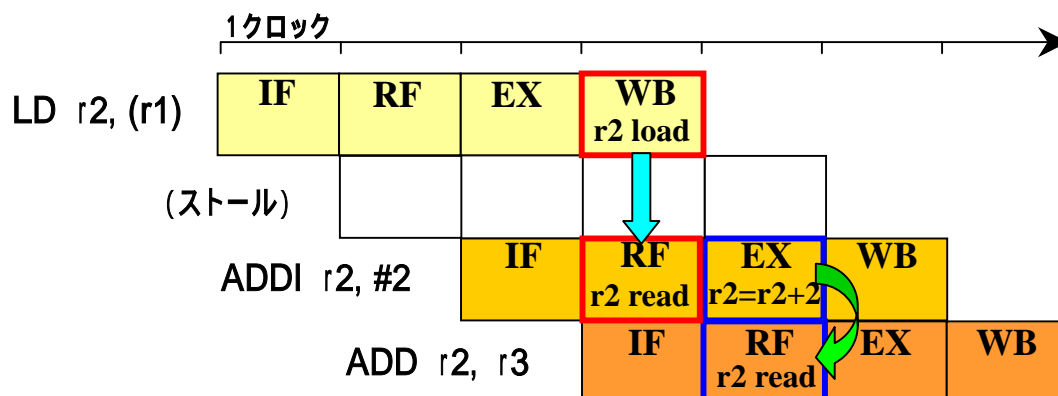 1クロック
LD r2, (r1)
IF
RF
EX
WB
r2 load
(ストール)
ADDI r2, #2
IF
RF
r2 read
EX
r2=r2+2
WB
ADD r2, r3
IF
RF
r2 read
EX
WB